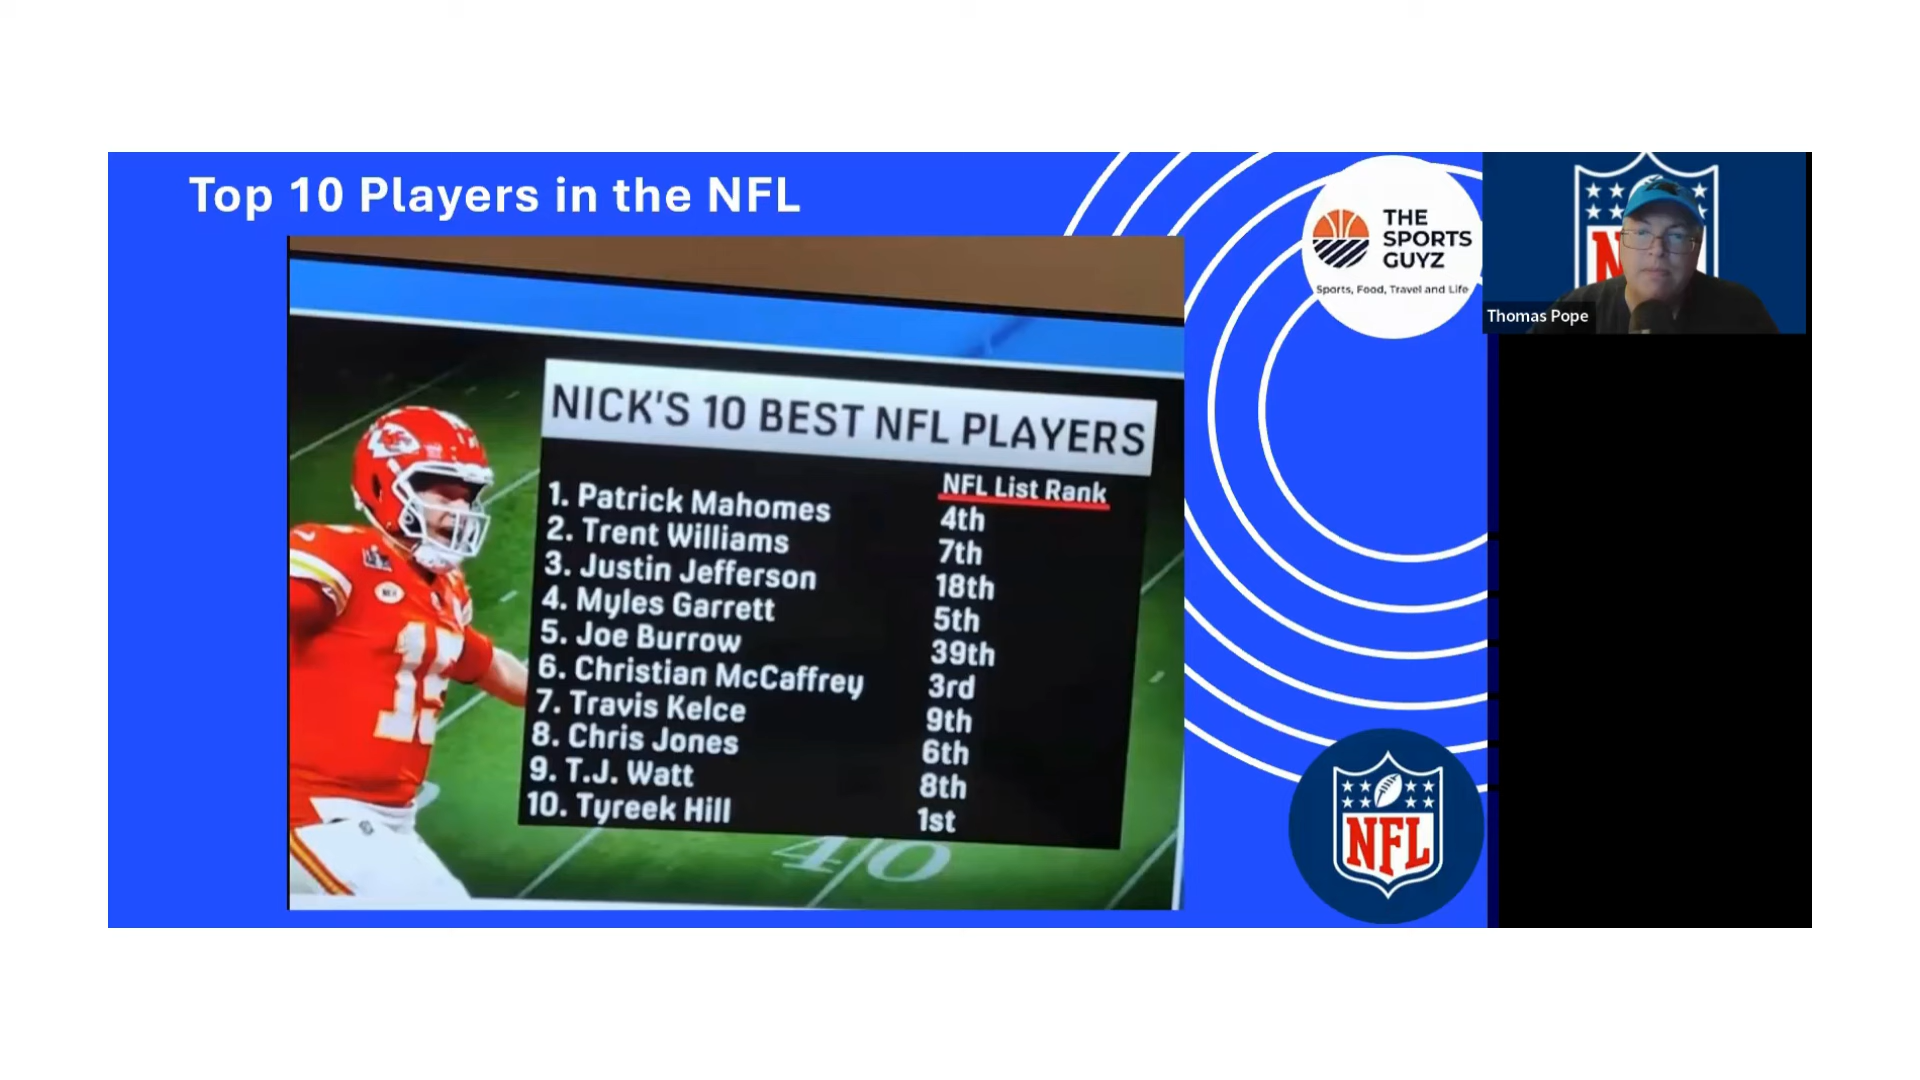 Top 10 Players in the NFL
THE
SPORTS
GUYZ
Sports, Food, Travel and Life
Thomas Pope
NICK'S 10 BEST NFL PLAYERS
NFL List Rank
1. Patrick Mahomes 4th
2. Trent Williams 7th
3. Justin Jefferson 18th
4. Myles Garrett 5th
5. Joe Burrow 39th
6. Christian McCaffrey 3rd
7. Travis Kelce 9th
8. Chris Jones 6th
9. T.J. Watt 8th
10. Tyreek Hill 1st
15
40
NFL